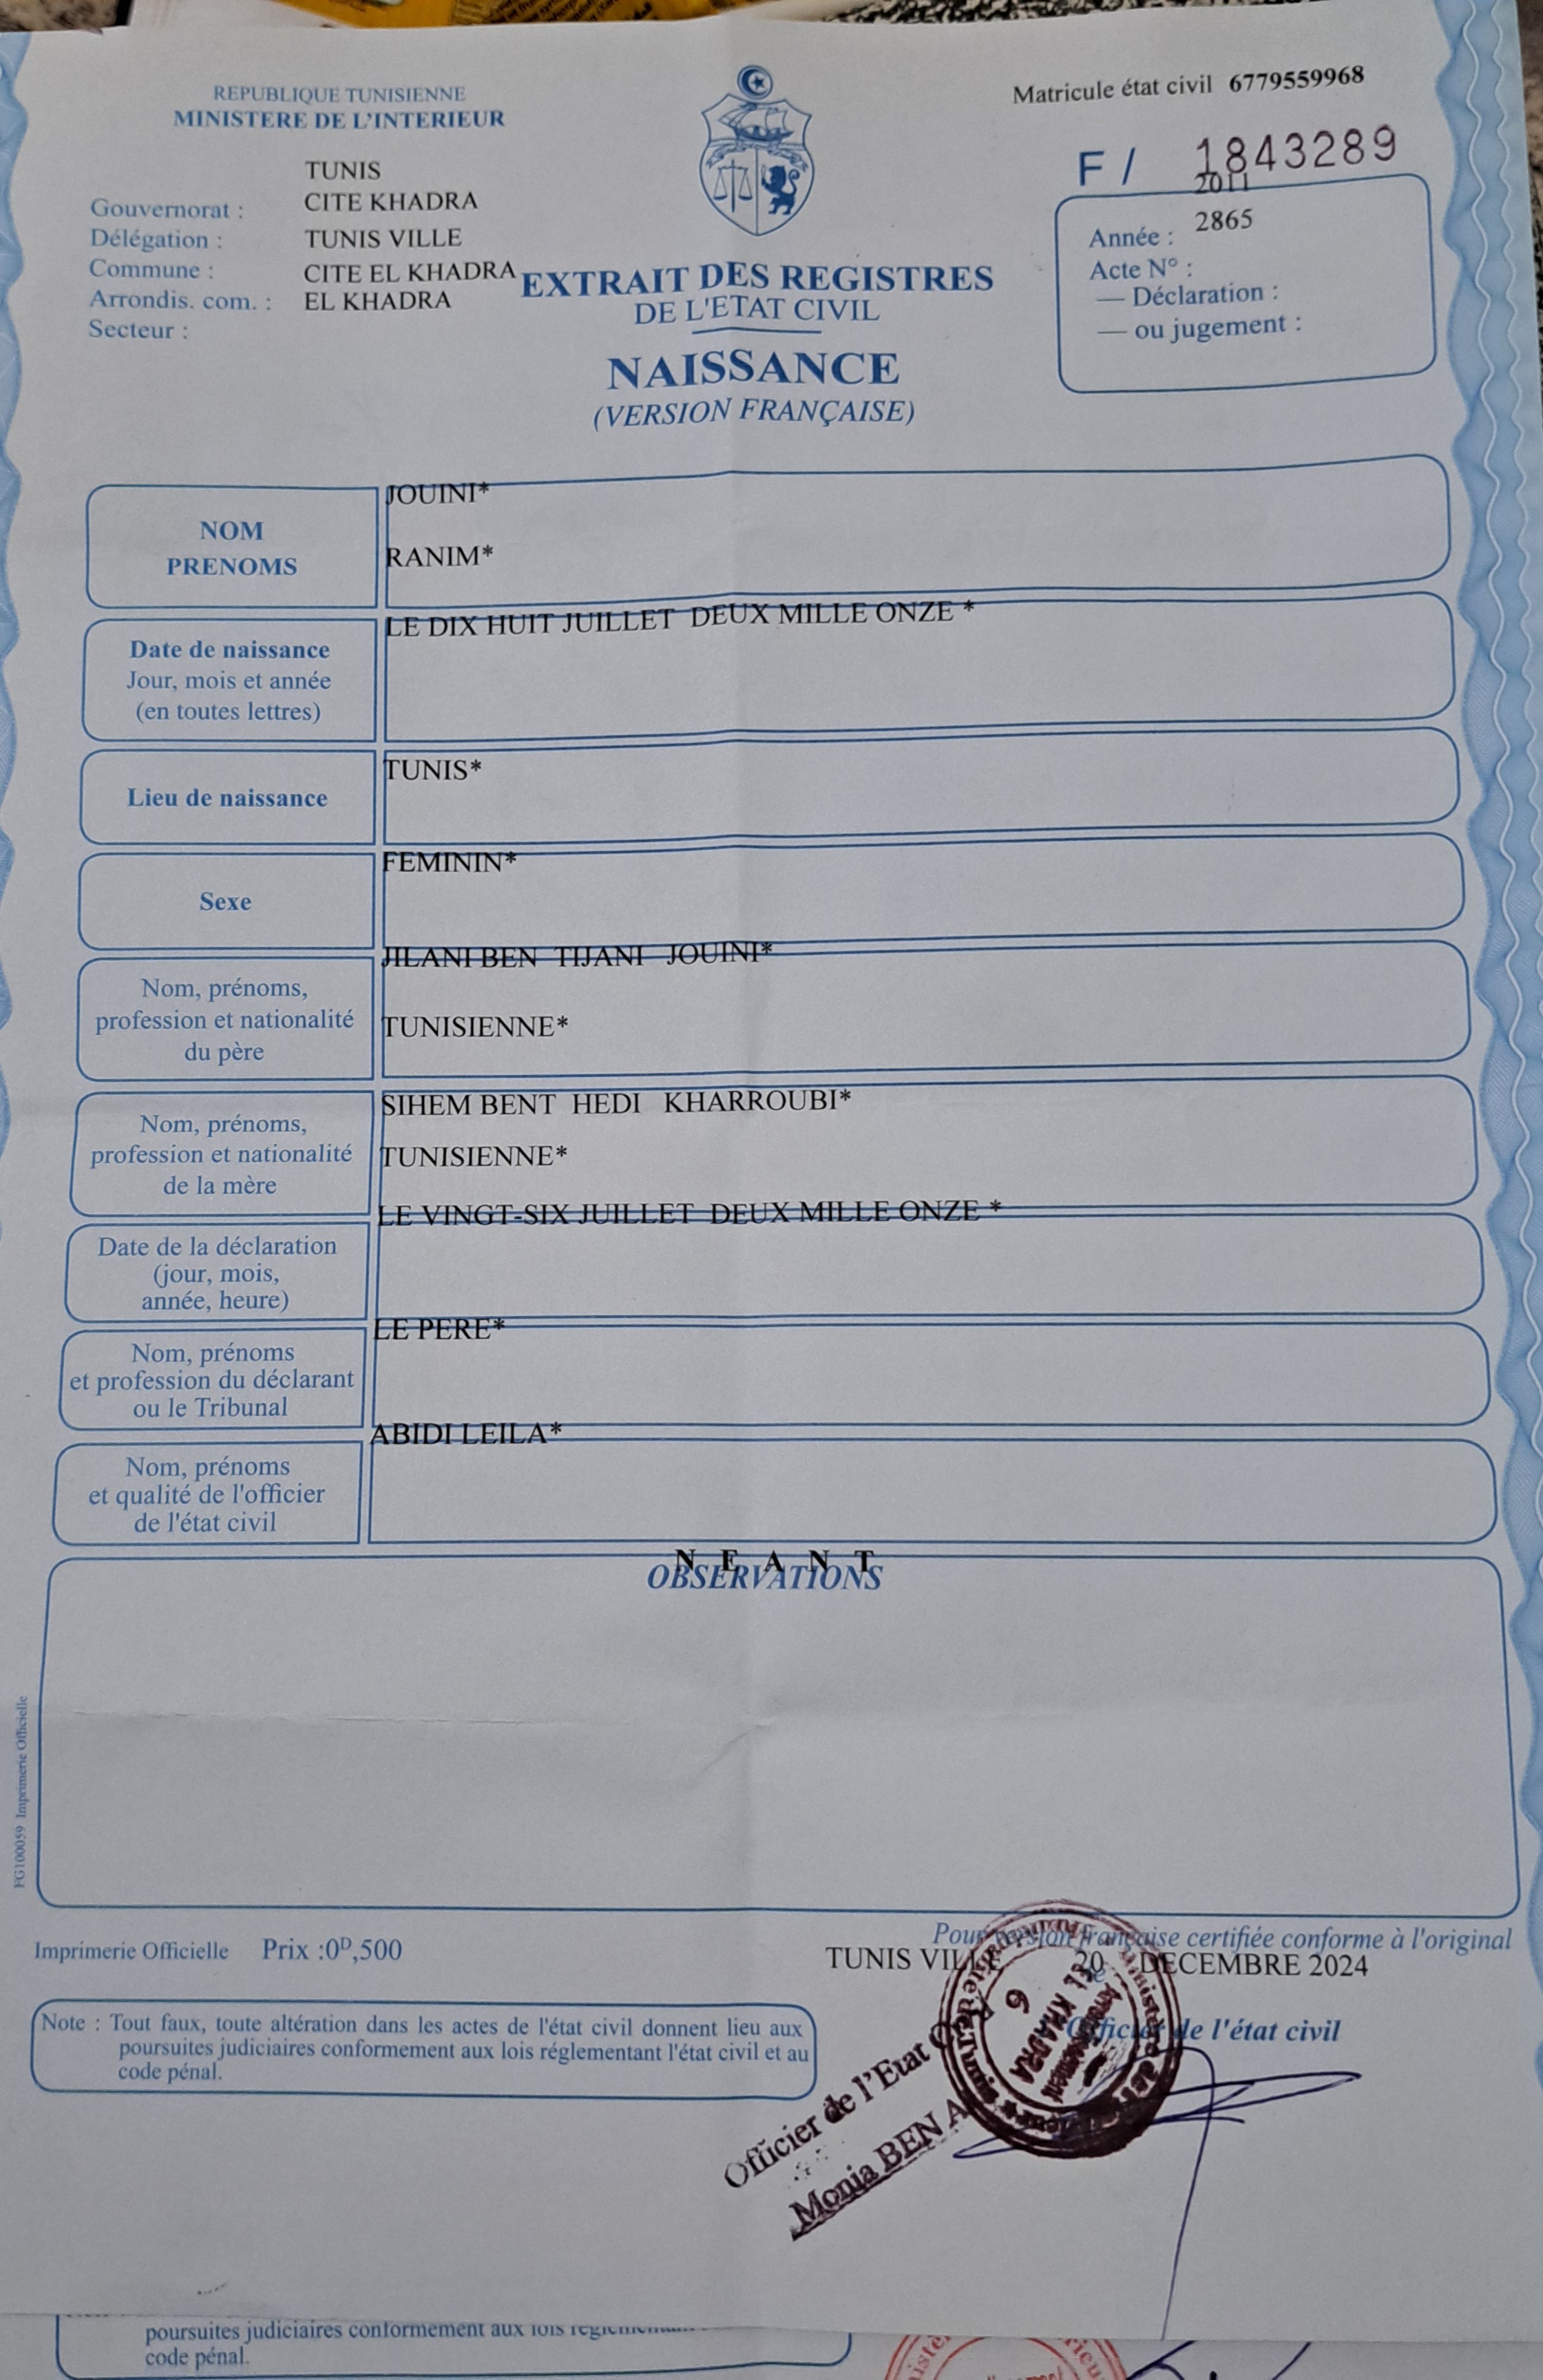 REPUBLIQUE TUNISIENNE
MINISTERE DE L'INTERIEUR
Matricule état civil 6779559968
F / 1843289
TUNIS
Gouvernorat : CITE KHADRA
Délégation : TUNIS VILLE
Commune : CITE EL KHADRA
Arrondis. com. : EL KHADRA
Secteur :
2011
Année : 2865
Acte N° :
— Déclaration :
— ou jugement :
EXTRAIT DES REGISTRES
DE L'ETAT CIVIL
NAISSANCE
(VERSION FRANÇAISE)
JOUINI*
NOM
PRENOMS
RANIM*
LE DIX HUIT JUILLET DEUX MILLE ONZE *
Date de naissance
Jour, mois et année
(en toutes lettres)
TUNIS*
Lieu de naissance
FEMININ*
Sexe
JILANI BEN TIJANI JOUINI*
Nom, prénoms,
profession et nationalité
du père
TUNISIENNE*
SIHEM BENT HEDI KHARROUBI*
Nom, prénoms,
profession et nationalité
de la mère
TUNISIENNE*
LE VINGT-SIX JUILLET DEUX MILLE ONZE *
Date de la déclaration
(jour, mois,
année, heure)
LE PERE*
Nom, prénoms
et profession du déclarant
ou le Tribunal
ABIDI LEILA*
Nom, prénoms
et qualité de l'officier
de l'état civil
N E A N T
OBSERVATIONS
FG100059 Imprimerie Officielle
Imprimerie Officielle Prix :0ᴰ,500
Pour version française certifiée conforme à l'original
TUNIS VILLE 20 DECEMBRE 2024
Officier de l'état civil
Note : Tout faux, toute altération dans les actes de l'état civil donnent lieu aux
poursuites judiciaires conformement aux lois réglementant l'état civil et au
code pénal.
Officier de l'Etat
Monia BEN
6
EL KHADRA
Arrondissement
poursuites judiciaires conformement aux lois
code pénal.